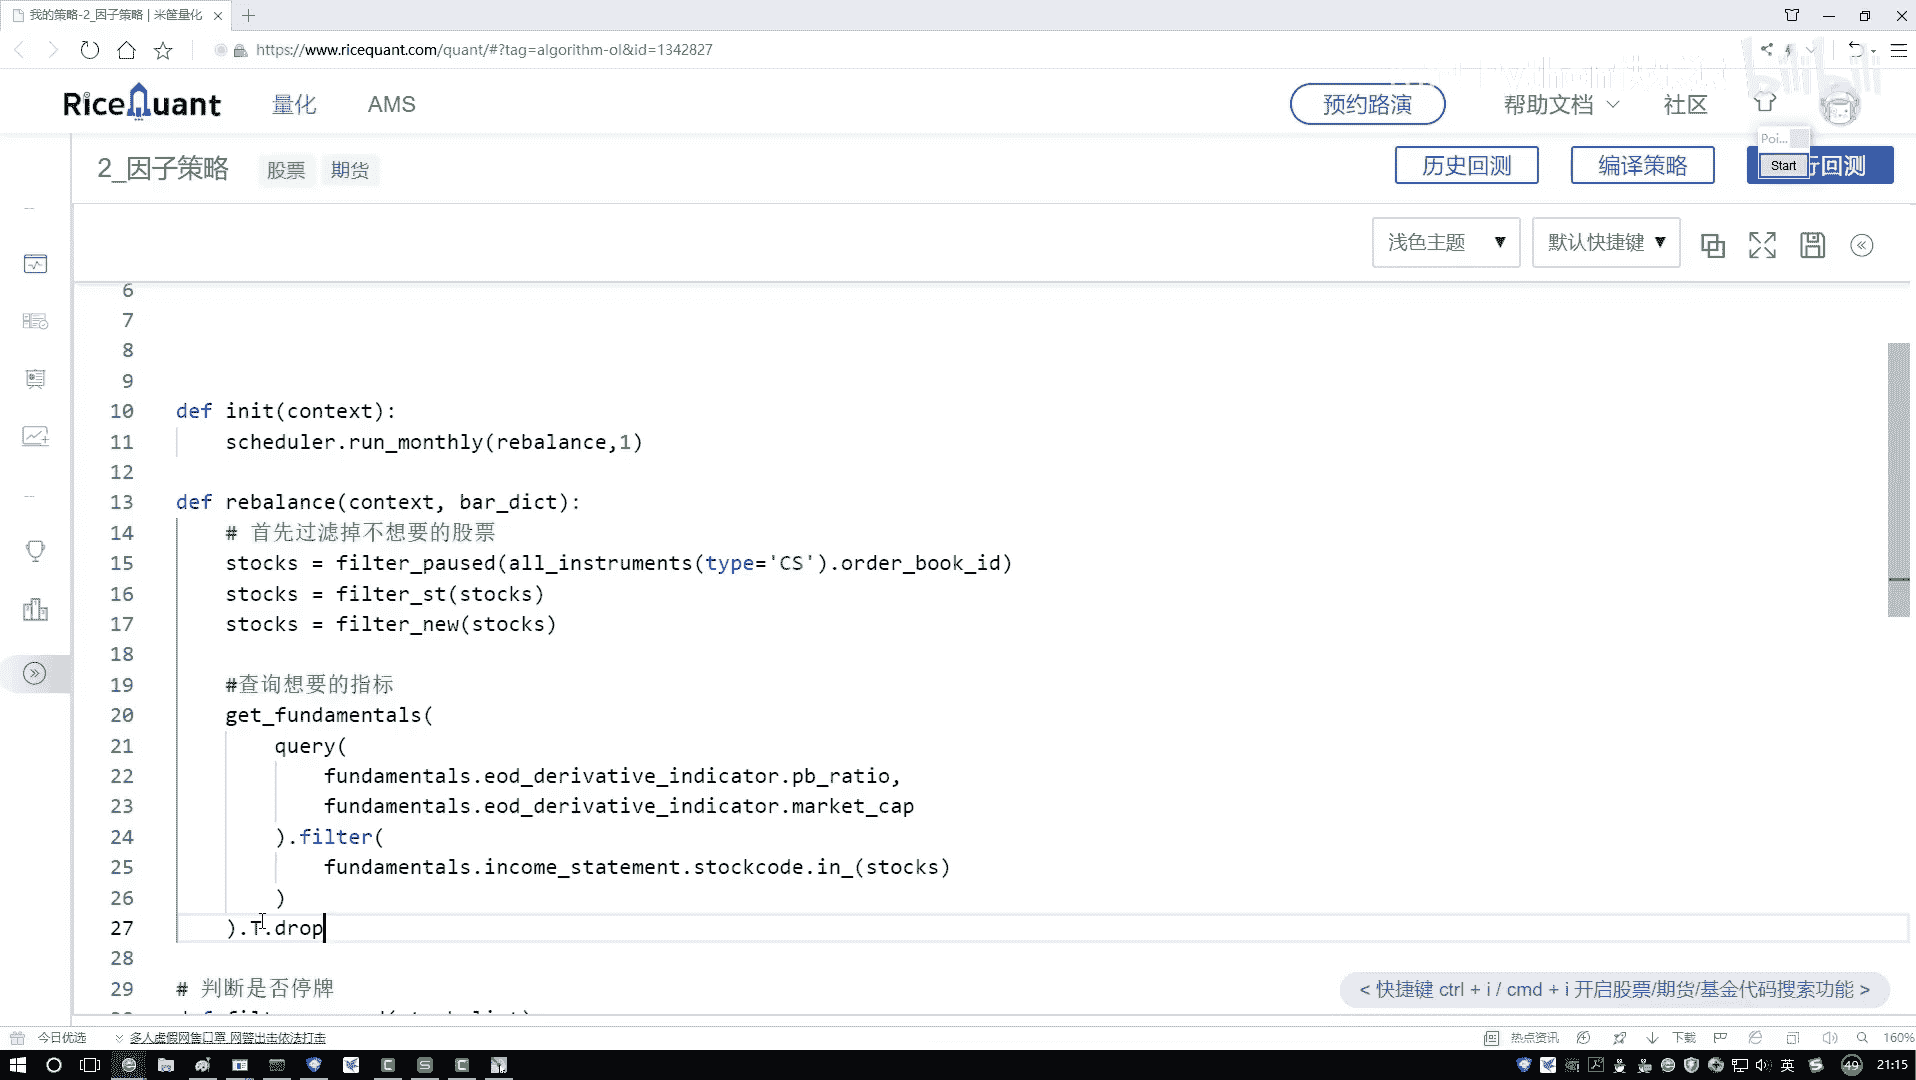 我的策略-2_因子策略 | 米筐量化
https://www.ricequant.com/quant/#?tag=algorithm-ol&id=1342827
RiceQuant
量化
AMS
预约路演
帮助文档
社区
Poi...
Start
2_因子策略
股票
期货
历史回测
编译策略
行回测
浅色主题
默认快捷键
6
7
8
9
10 def init(context):
11 scheduler.run_monthly(rebalance,1)
12
13 def rebalance(context, bar_dict):
14 # 首先过滤掉不想要的股票
15 stocks = filter_paused(all_instruments(type='CS').order_book_id)
16 stocks = filter_st(stocks)
17 stocks = filter_new(stocks)
18
19 #查询想要的指标
20 get_fundamentals(
21 query(
22 fundamentals.eod_derivative_indicator.pb_ratio,
23 fundamentals.eod_derivative_indicator.market_cap
24 ).filter(
25 fundamentals.income_statement.stockcode.in_(stocks)
26 )
27 ).T.drop
28
29 # 判断是否停牌
< 快捷键 ctrl + i / cmd + i 开启股票/期货/基金代码搜索功能 >
今日优选
多人虚假网售口罩 网警出击依法打击
热点资讯
下载
160%
英
49
21:15